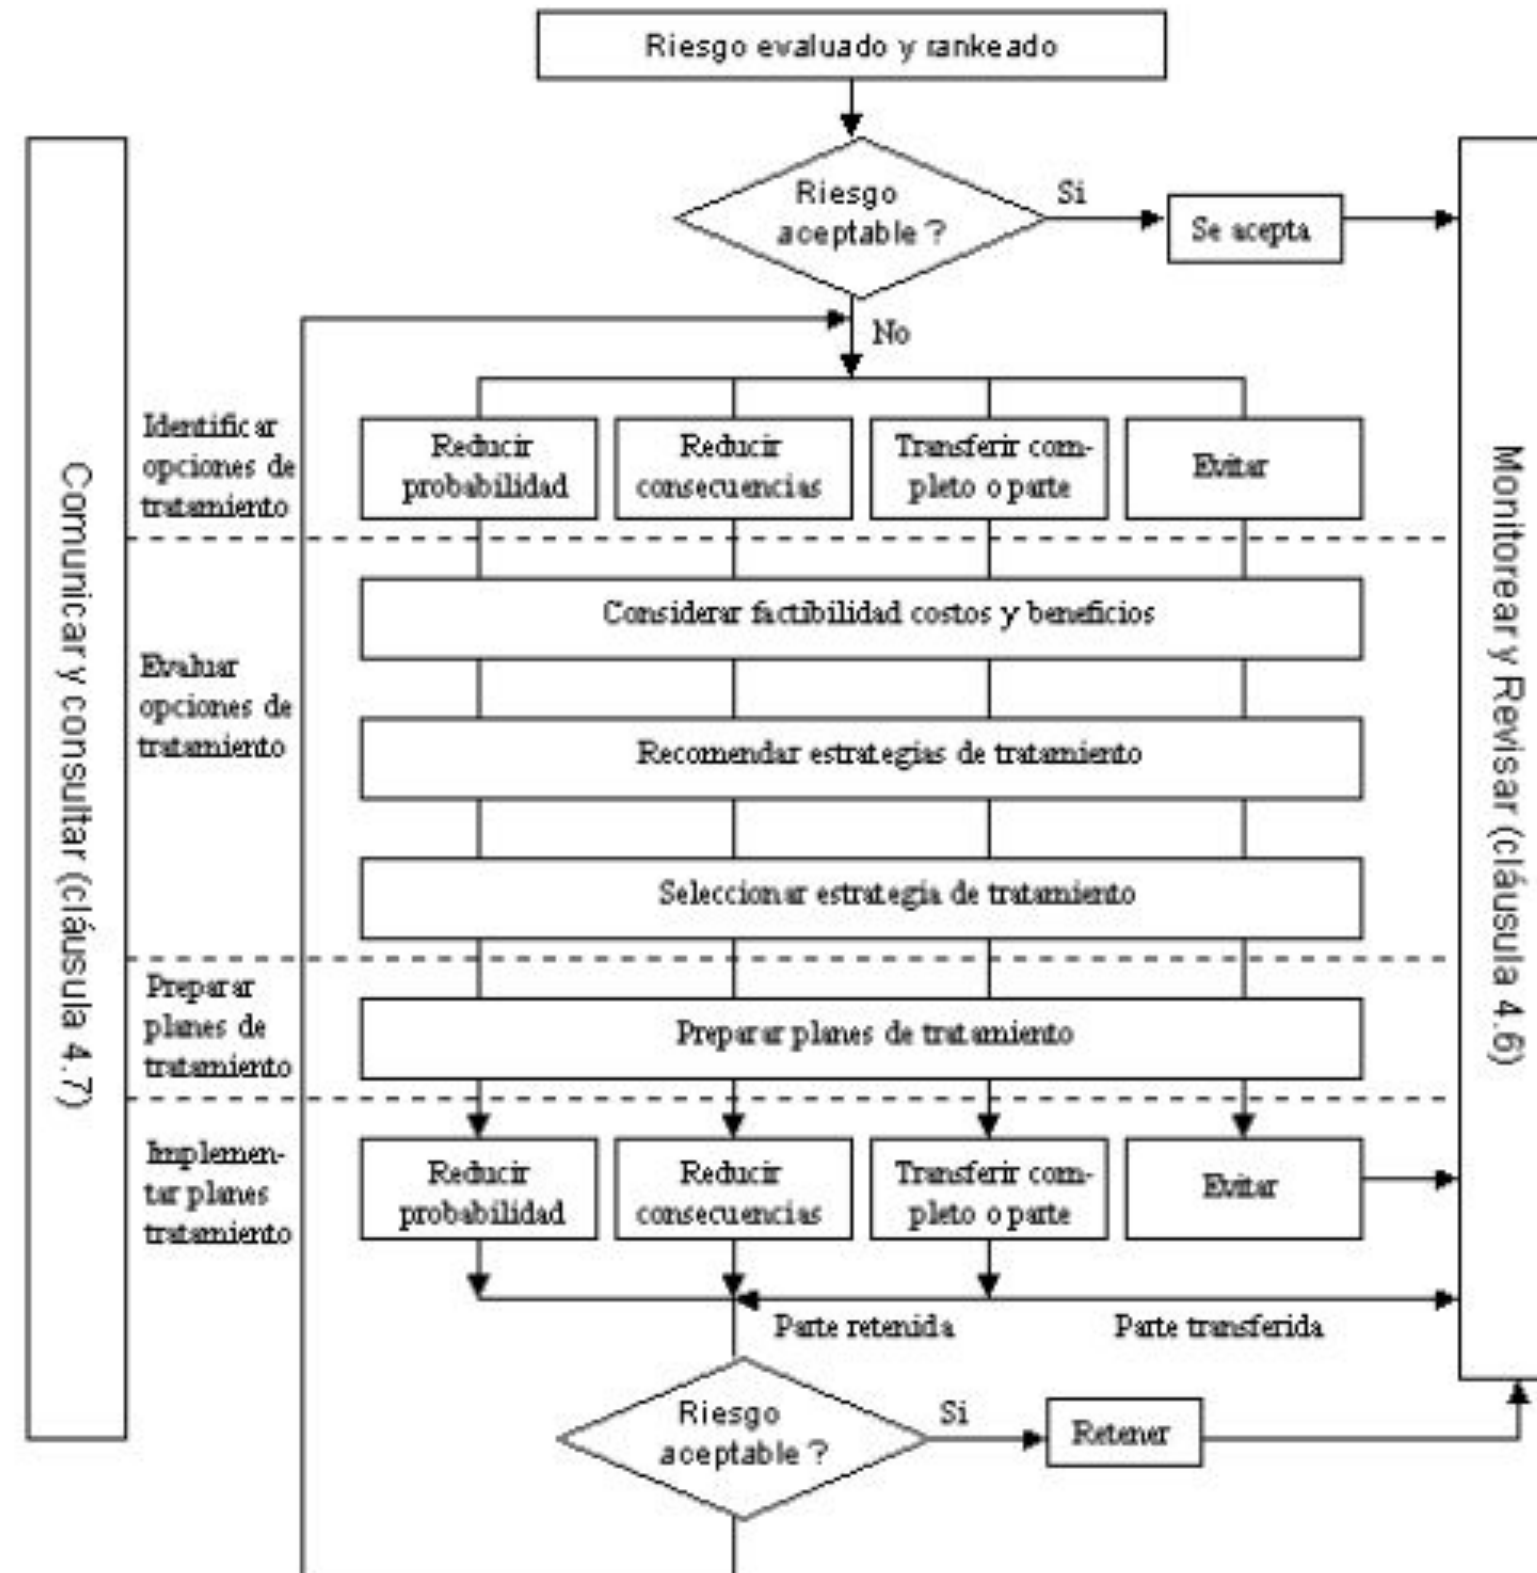 Riesgo evaluado y rankeado
Riesgo
aceptable ?
Si
Se acepta
No
Comunicar y consultar (cláusula 4.7)
Monitorear y Revisar (cláusula 4.6)
Identificar
opciones de
tratamiento
Reducir
probabilidad
Reducir
consecuencias
Transferir com-
pleto o parte
Evitar
Evaluar
opciones de
tratamiento
Considerar factibilidad costos y beneficios
Recomendar estrategias de tratamiento
Seleccionar estrategia de tratamiento
Preparar
planes de
tratamiento
Preparar planes de tratamiento
Implemen-
tar planes
tratamiento
Reducir
probabilidad
Reducir
consecuencias
Transferir com-
pleto o parte
Evitar
Parte retenida
Parte transferida
Riesgo
aceptable ?
Si
Retener